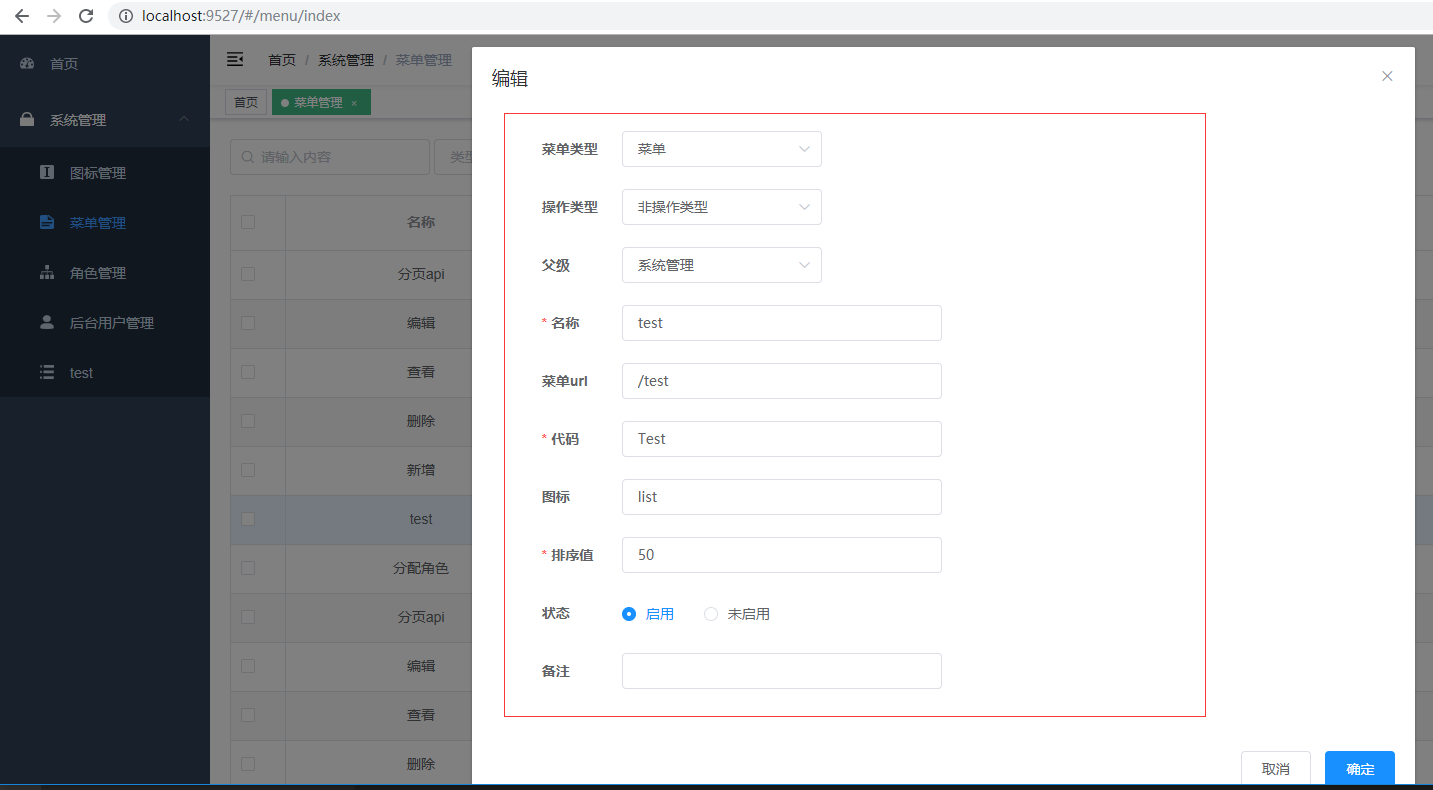 localhost:9527/#/menu/index
首页
系统管理
图标管理
菜单管理
角色管理
后台用户管理
test
首页 / 系统管理 / 菜单管理
首页 菜单管理 ×
请输入内容 类型
名称
分页api
编辑
查看
删除
新增
test
分配角色
分页api
编辑
查看
删除
编辑
菜单类型 菜单
操作类型 非操作类型
父级 系统管理
* 名称 test
菜单url /test
* 代码 Test
图标 list
* 排序值 50
状态 启用 未启用
备注
取消 确定